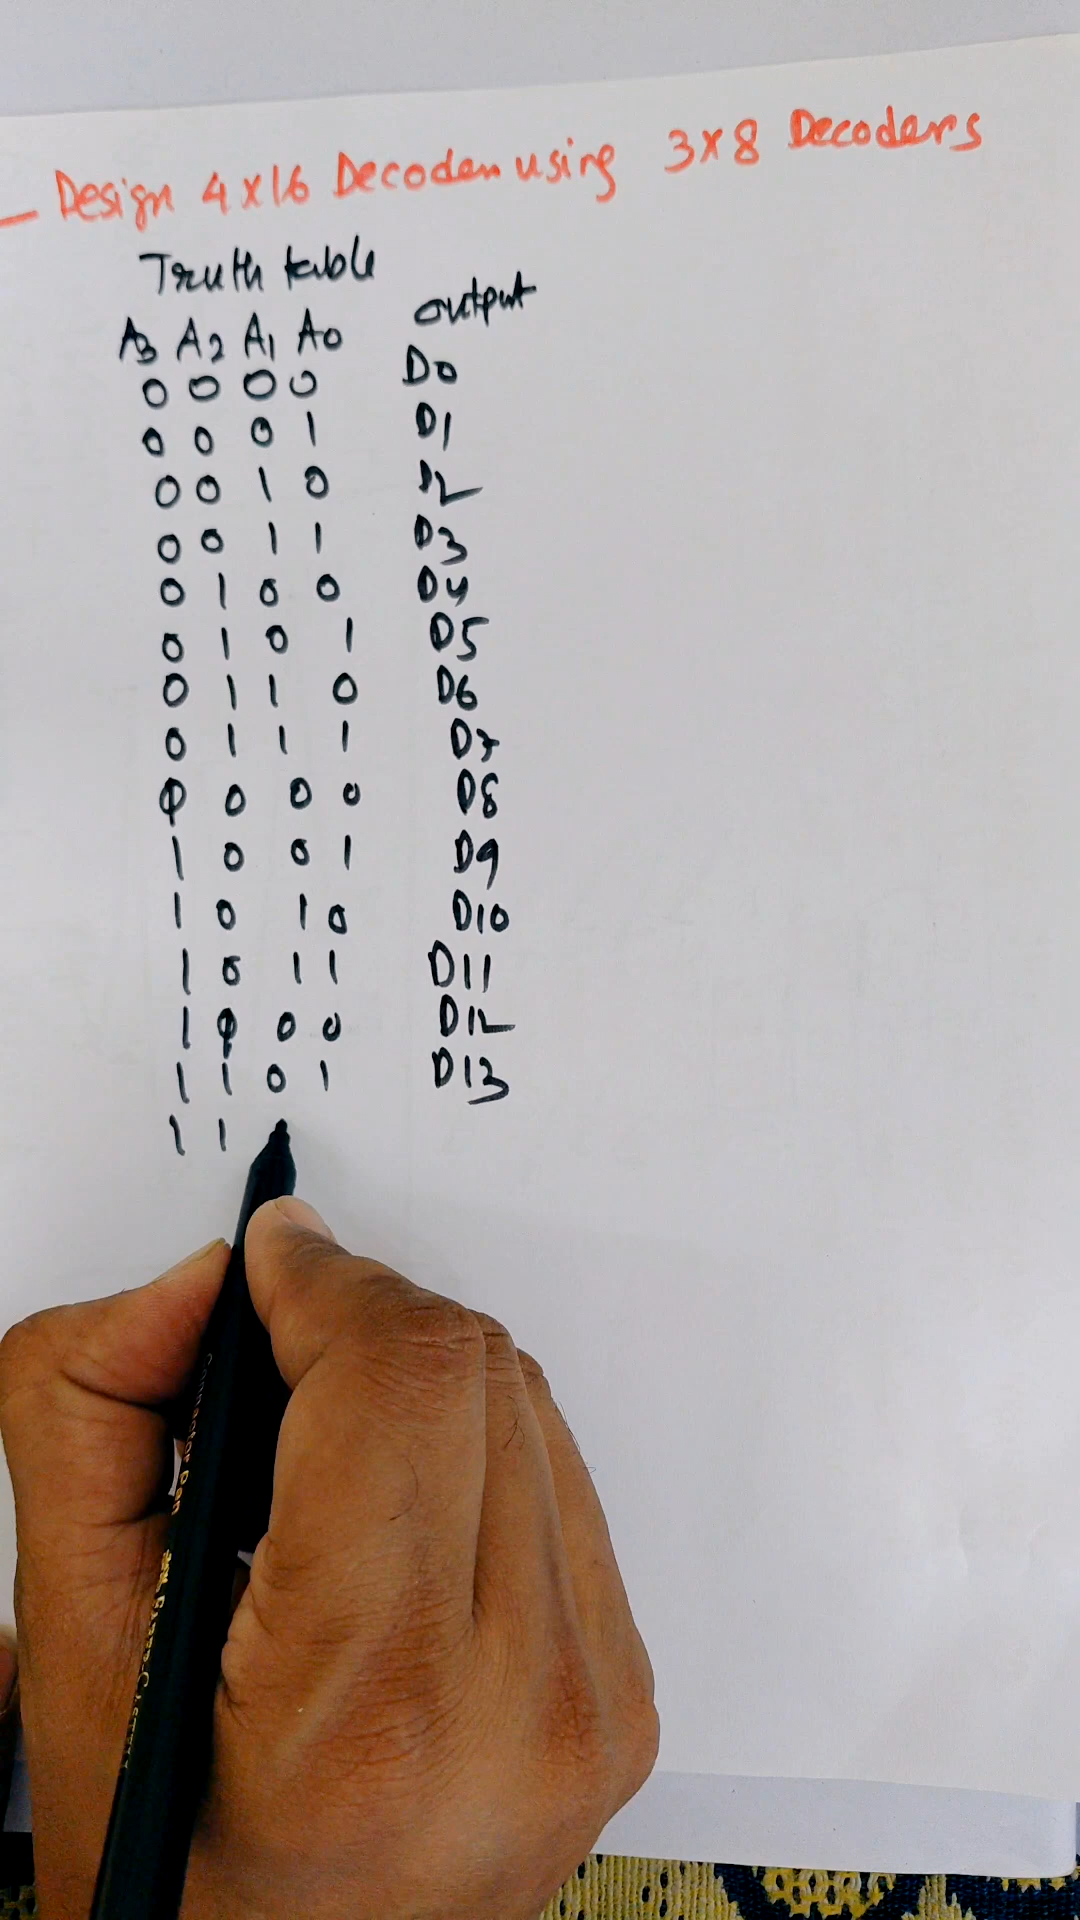 Design 4x16 Decoder using 3x8 Decoders
Truth table
A3 A2 A1 A0 output
0 0 0 0 D0
0 0 0 1 D1
0 0 1 0 D2
0 0 1 1 D3
0 1 0 0 D4
0 1 0 1 D5
0 1 1 0 D6
0 1 1 1 D7
1 0 0 0 D8
1 0 0 1 D9
1 0 1 0 D10
1 0 1 1 D11
1 1 0 0 D12
1 1 0 1 D13
1 1
Connector Pen FABER-CASTELL